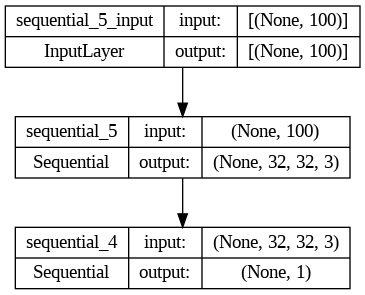 sequential_5_input input: [(None, 100)]
InputLayer output: [(None, 100)]
sequential_5 input: (None, 100)
Sequential output: (None, 32, 32, 3)
sequential_4 input: (None, 32, 32, 3)
Sequential output: (None, 1)